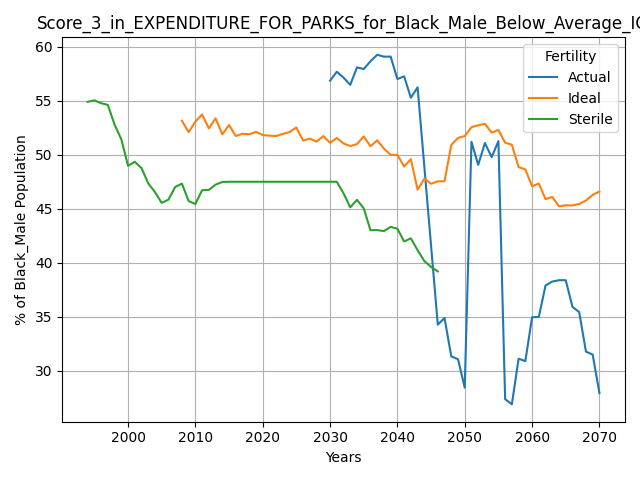 Score_3_in_EXPENDITURE_FOR_PARKS_for_Black_Male_Below_Average_IQ
60
55
50
45
40
35
30
% of Black_Male Population
Fertility
Actual
Ideal
Sterile
2000
2010
2020
2030
2040
2050
2060
2070
Years